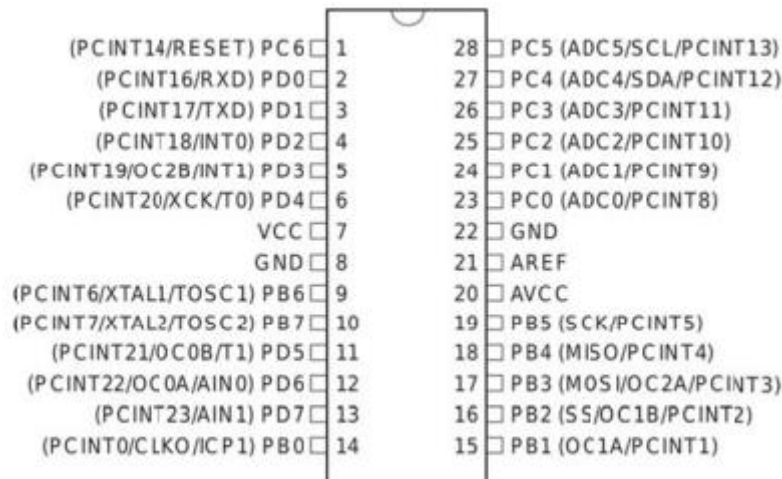 (PCINT14/RESET) PC6 1 28 PC5 (ADC5/SCL/PCINT13)
(PCINT16/RXD) PD0 2 27 PC4 (ADC4/SDA/PCINT12)
(PCINT17/TXD) PD1 3 26 PC3 (ADC3/PCINT11)
(PCINT18/INT0) PD2 4 25 PC2 (ADC2/PCINT10)
(PCINT19/OC2B/INT1) PD3 5 24 PC1 (ADC1/PCINT9)
(PCINT20/XCK/T0) PD4 6 23 PC0 (ADC0/PCINT8)
VCC 7 22 GND
GND 8 21 AREF
(PCINT6/XTAL1/TOSC1) PB6 9 20 AVCC
(PCINT7/XTAL2/TOSC2) PB7 10 19 PB5 (SCK/PCINT5)
(PCINT21/OC0B/T1) PD5 11 18 PB4 (MISO/PCINT4)
(PCINT22/OC0A/AIN0) PD6 12 17 PB3 (MOSI/OC2A/PCINT3)
(PCINT23/AIN1) PD7 13 16 PB2 (SS/OC1B/PCINT2)
(PCINT0/CLKO/ICP1) PB0 14 15 PB1 (OC1A/PCINT1)